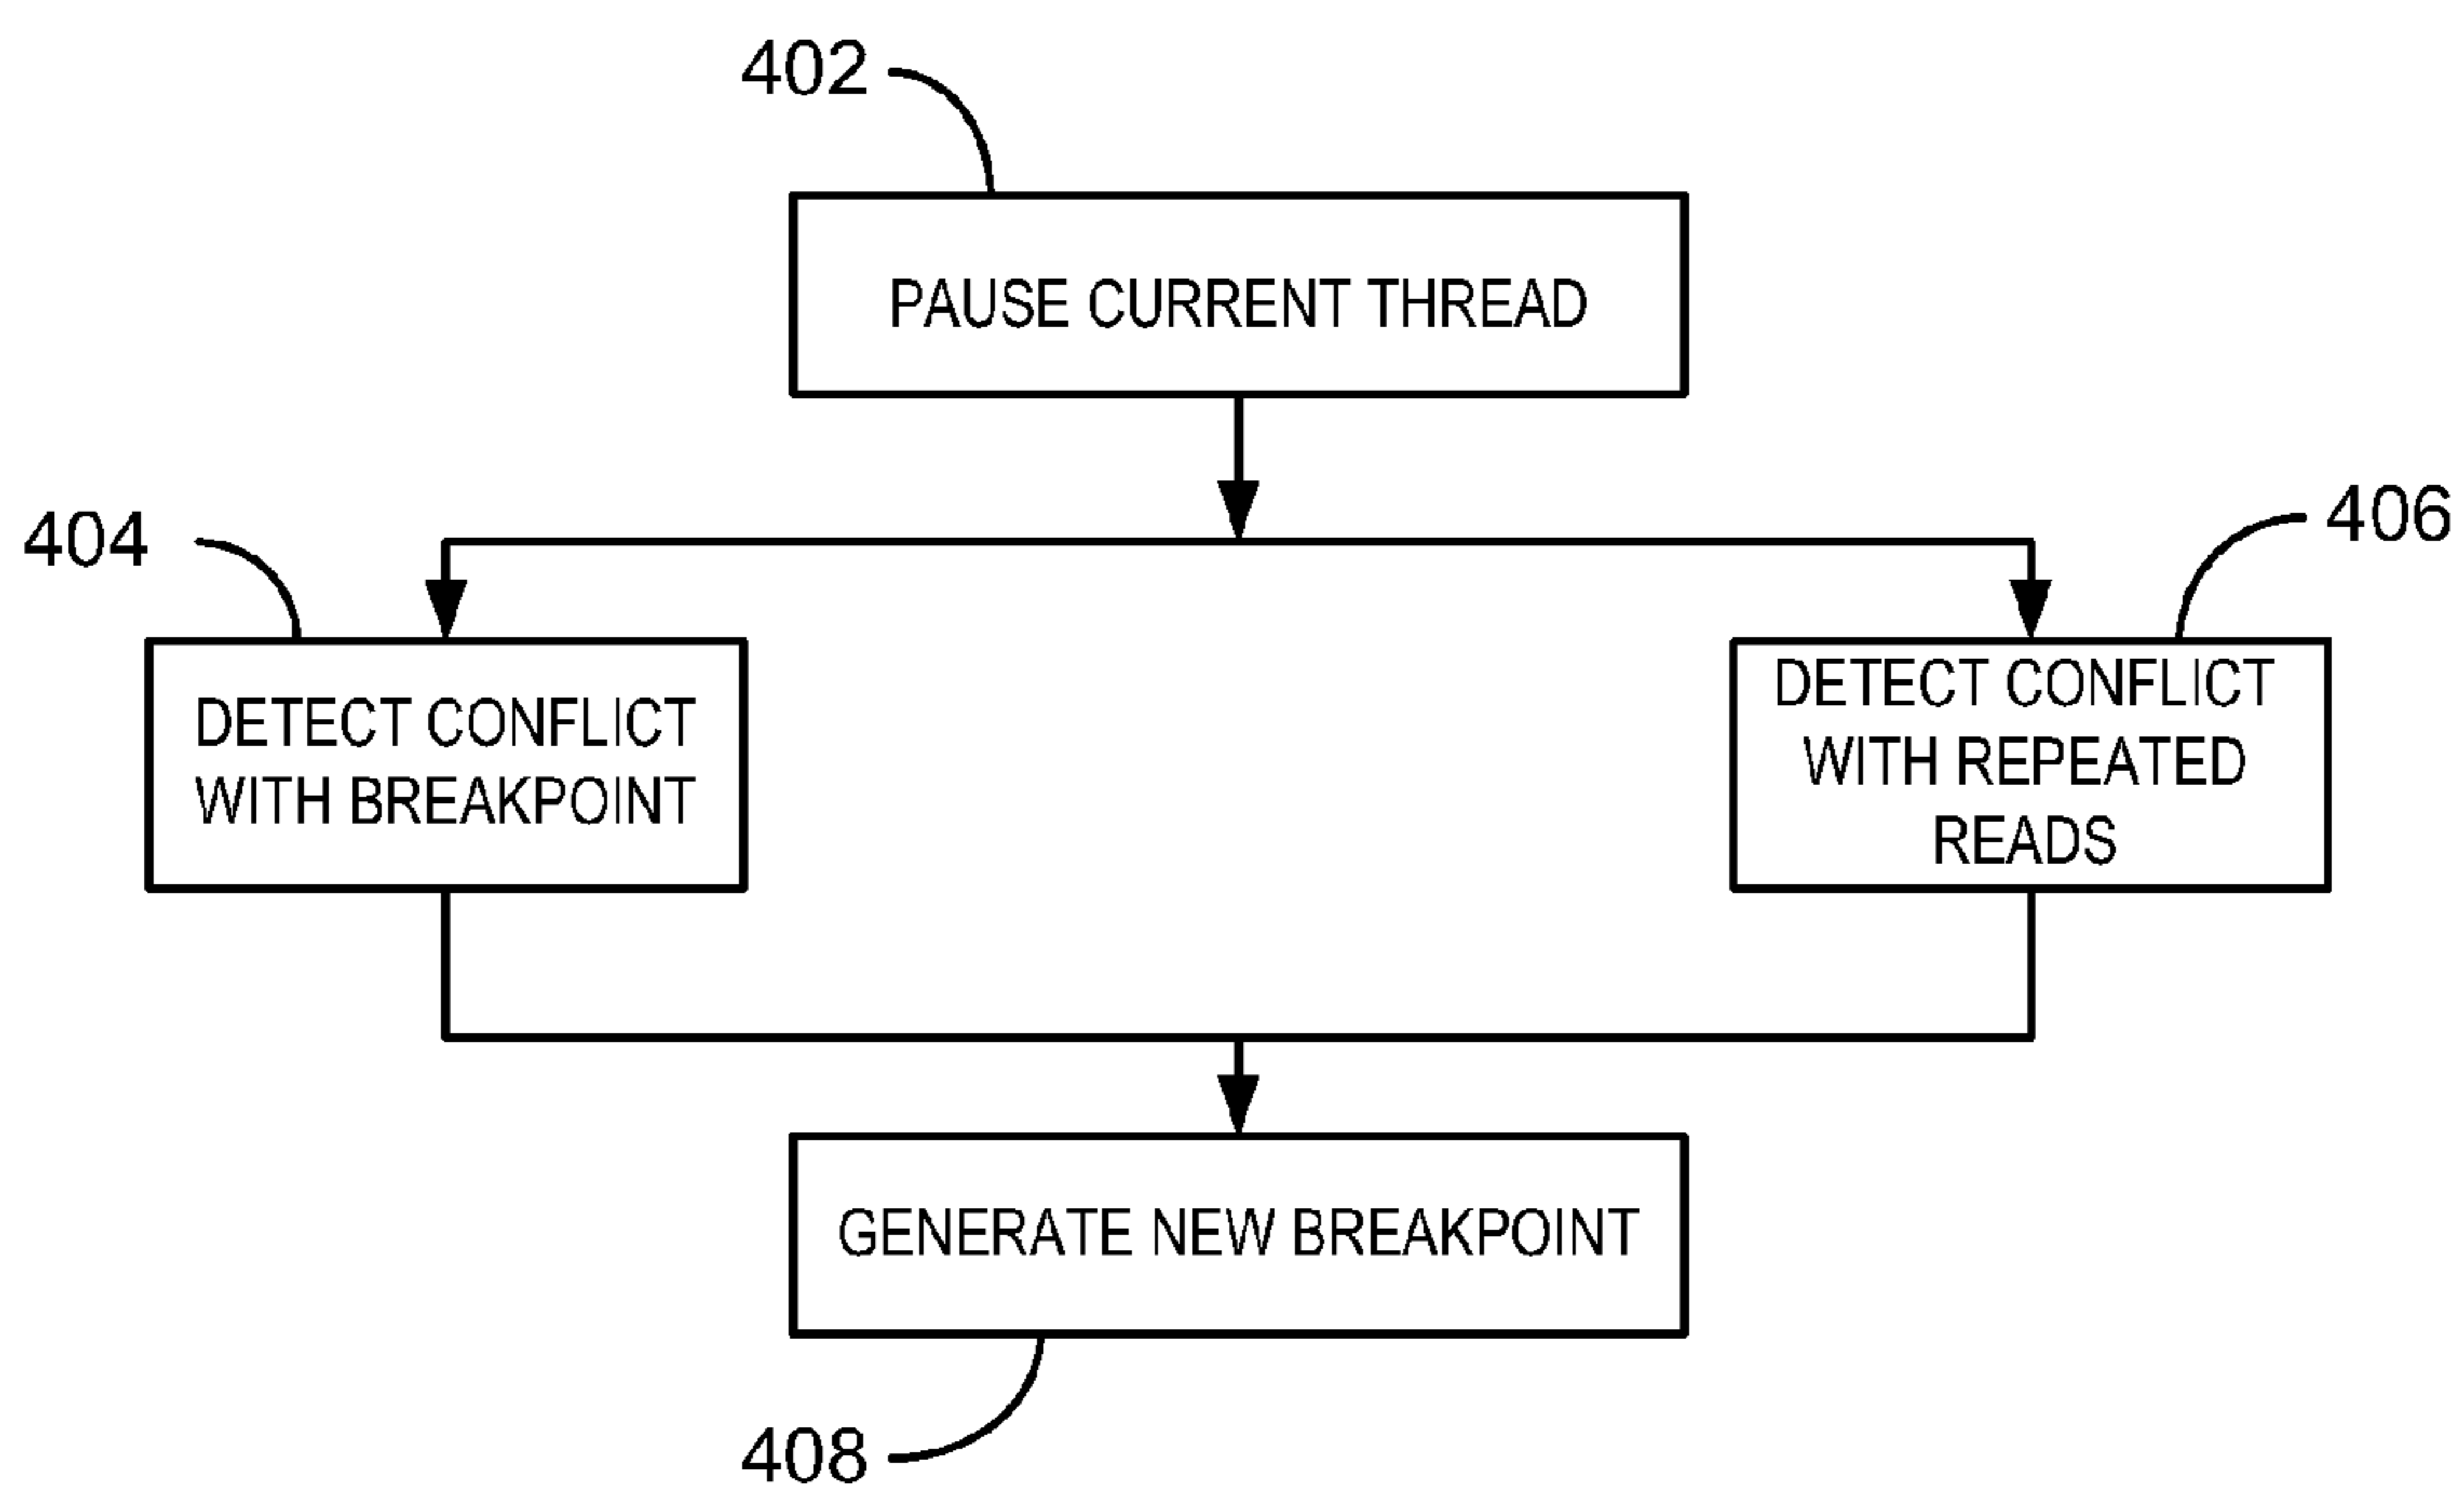 402
PAUSE CURRENT THREAD
404
406
DETECT CONFLICT
WITH BREAKPOINT
DETECT CONFLICT
WITH REPEATED
READS
GENERATE NEW BREAKPOINT
408